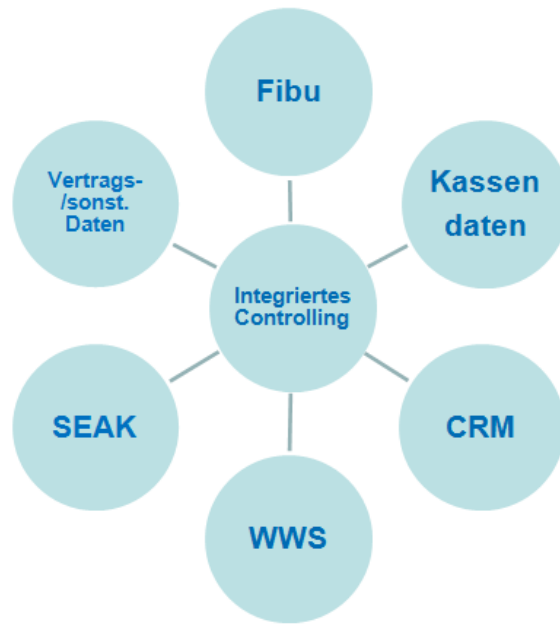 Fibu
Vertrags-
/sonst.
Daten
Kassen
daten
Integriertes
Controlling
SEAK
CRM
WWS